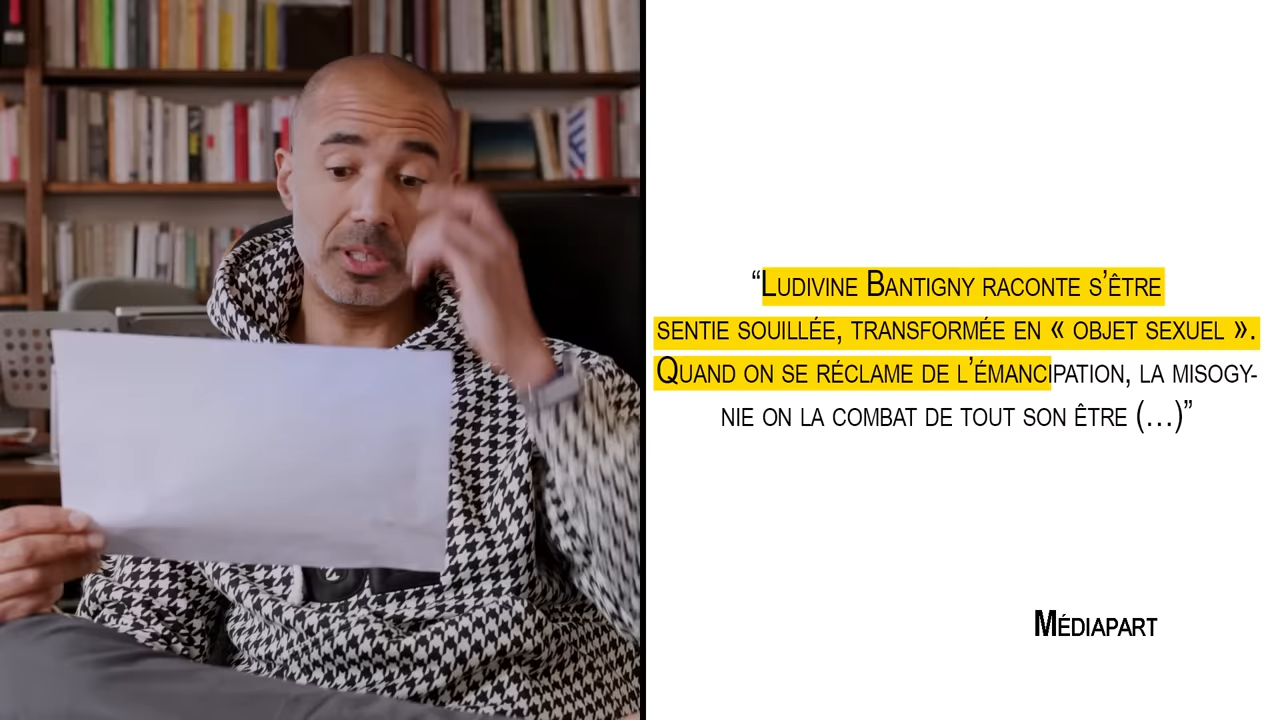 “Ludivine Bantigny raconte s’être
sentie souillée, transformée en « objet sexuel ».
Quand on se réclame de l’émancipation, la misogy-
nie on la combat de tout son être (…)”
Médiapart